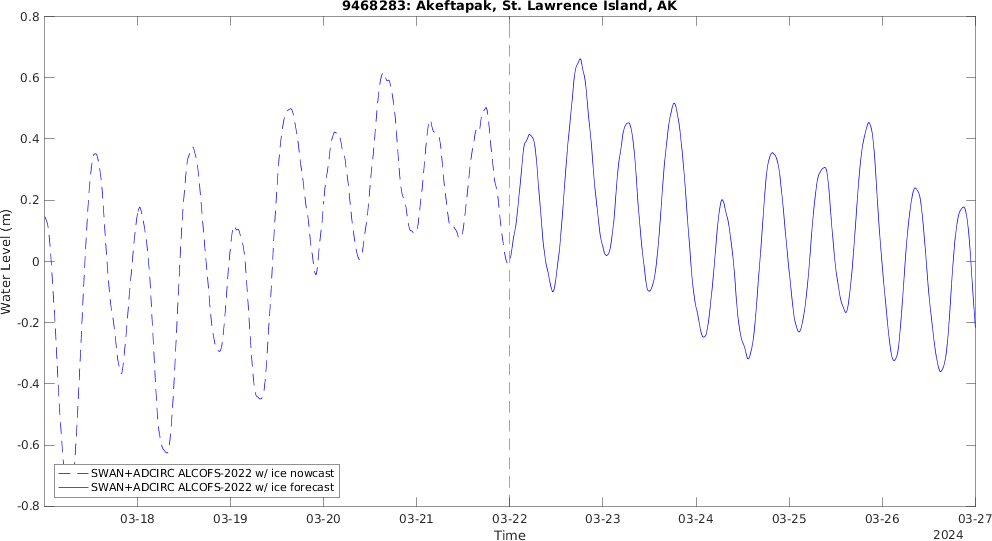 9468283: Akeftapak, St. Lawrence Island, AK
0.8
0.6
0.4
0.2
0
-0.2
-0.4
-0.6
-0.8
Water Level (m)
SWAN+ADCIRC ALCOFS-2022 w/ ice nowcast
SWAN+ADCIRC ALCOFS-2022 w/ ice forecast
03-18 03-19 03-20 03-21 03-22 03-23 03-24 03-25 03-26 03-27
Time
2024